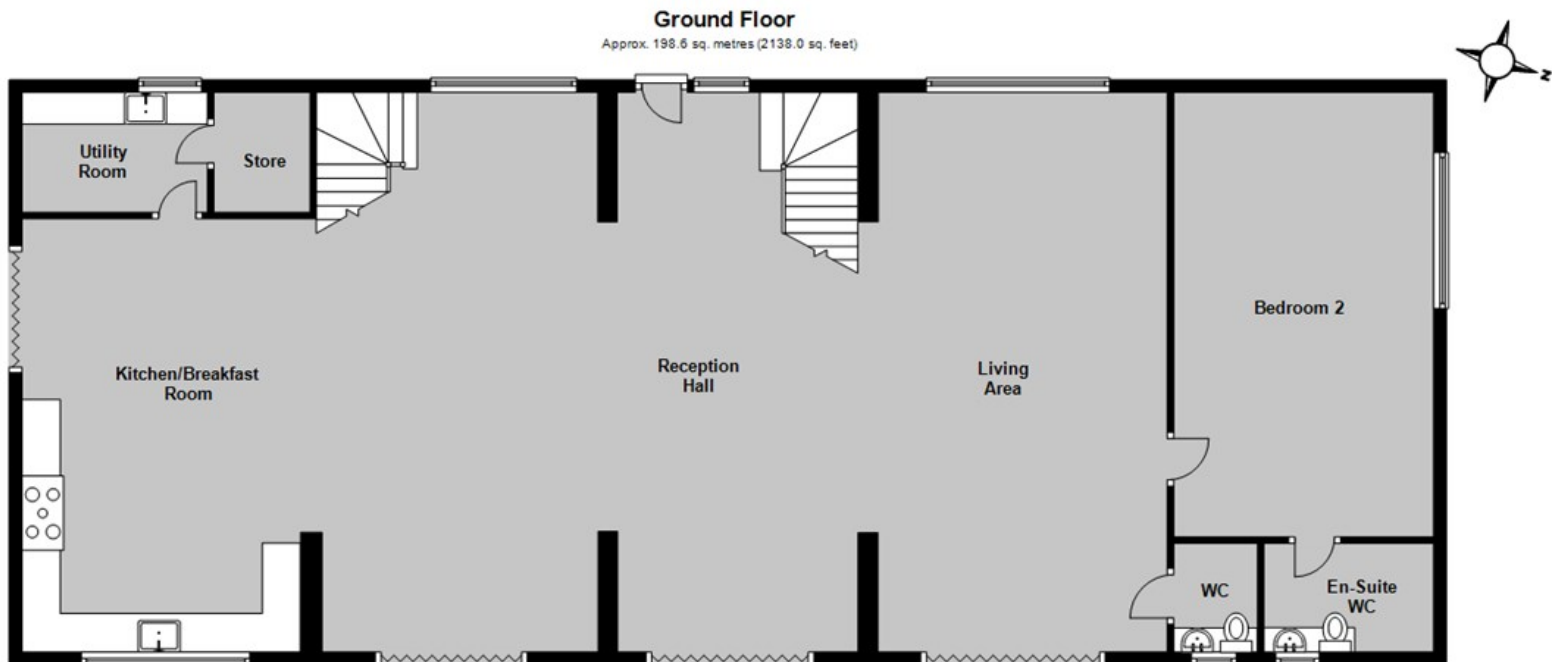 Ground Floor
Approx. 198.6 sq. metres (2138.0 sq. feet)
N
Utility
Room
Store
Kitchen/Breakfast
Room
Reception
Hall
Living
Area
Bedroom 2
WC
En-Suite
WC